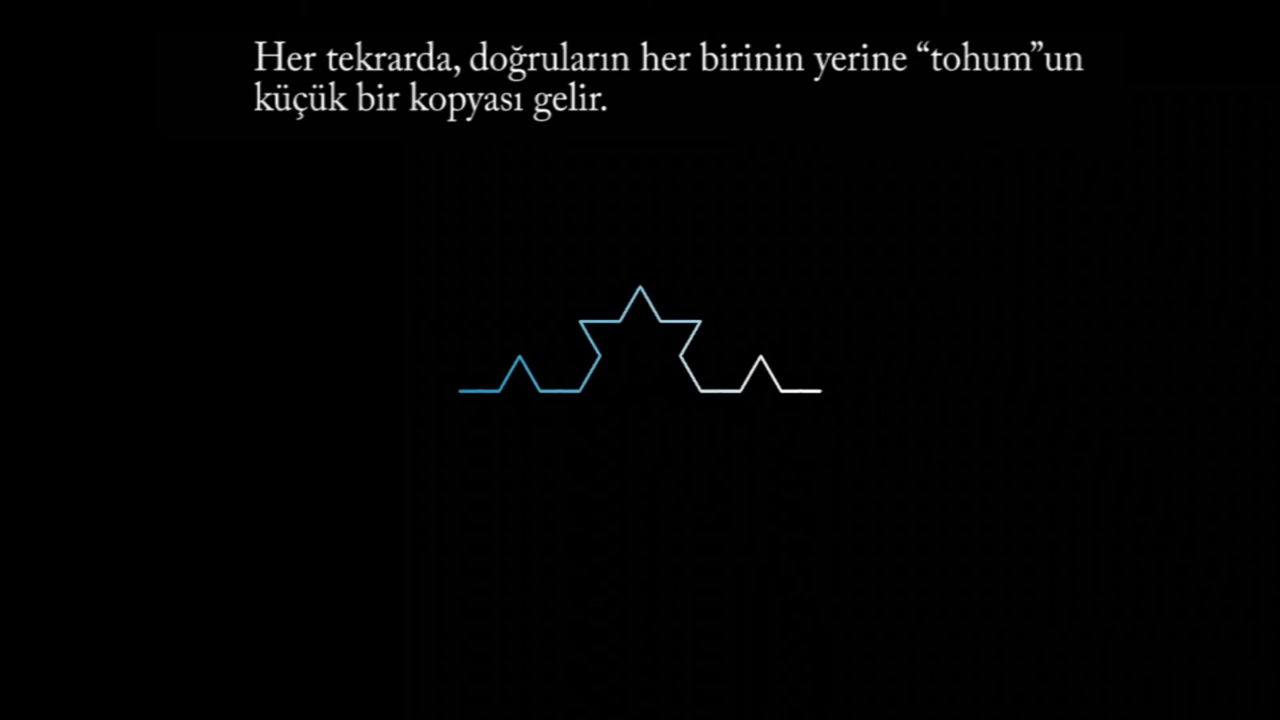 Her tekrarda, doğruların her birinin yerine “tohum”un
küçük bir kopyası gelir.